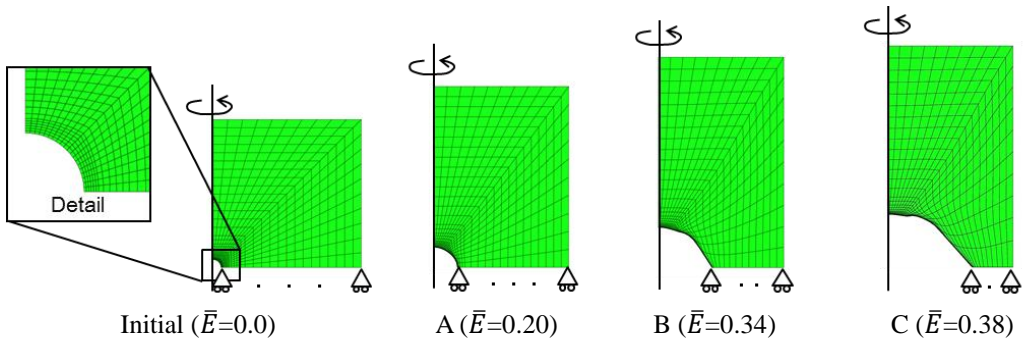 Detail
Initial (Ē=0.0)
A (Ē=0.20)
B (Ē=0.34)
C (Ē=0.38)